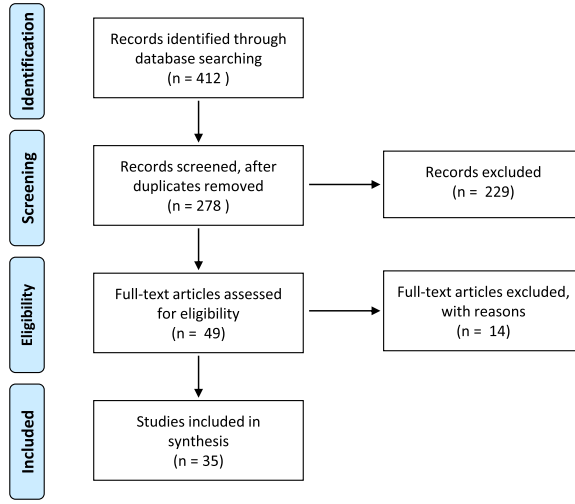 Identification
Records identified through
database searching
(n = 412 )
Screening
Records screened, after
duplicates removed
(n = 278 )
Records excluded
(n =  229)
Eligibility
Full-text articles assessed
for eligibility
(n =  49)
Full-text articles excluded,
with reasons
(n =  14)
Included
Studies included in
synthesis
(n = 35)